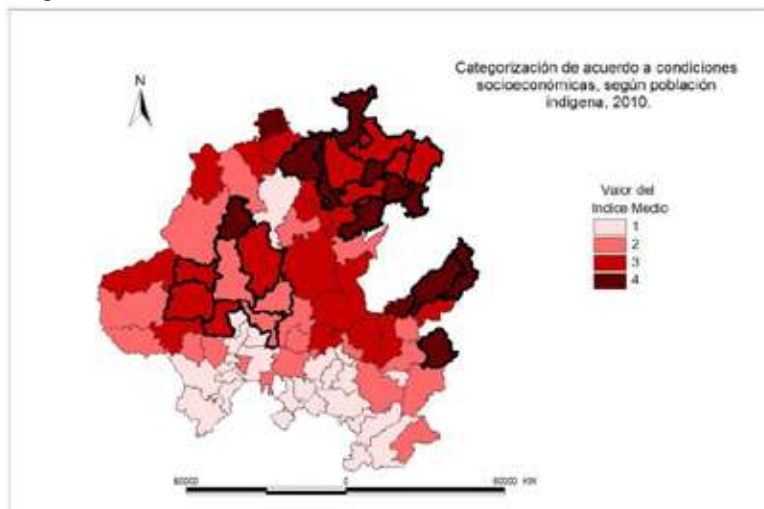 Categorización de acuerdo a condiciones
socioeconómicas, según población
indígena, 2010.
N
Valor del
Indice Medio
1
2
3
4
60000
0
60000 KM